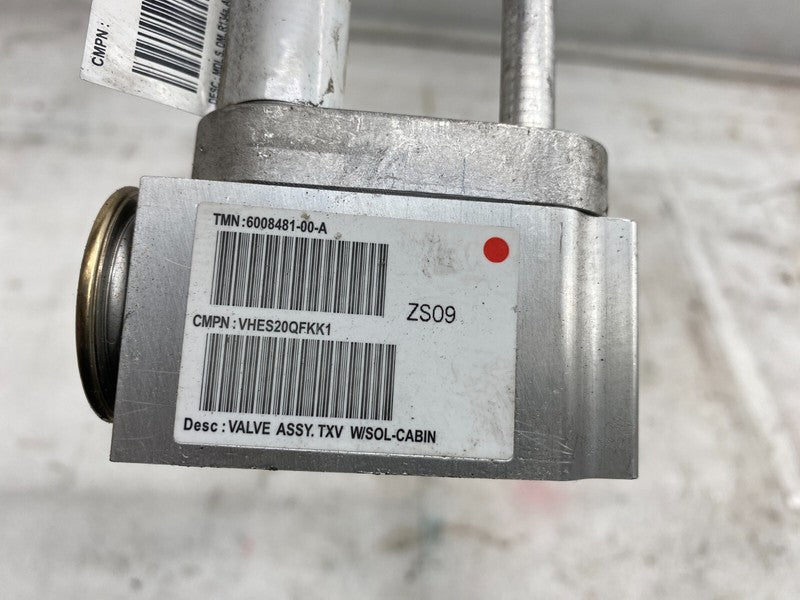 CMPN :
TMN :6008481-00-A
ZS09
CMPN : VHES20QFKK1
Desc : VALVE ASSY. TXV W/SOL-CABIN